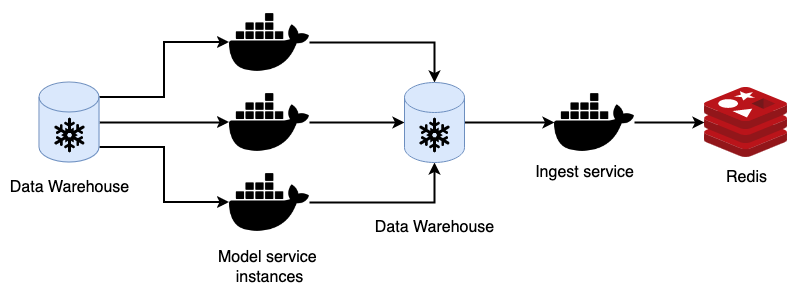 Data Warehouse
Model service
instances
Data Warehouse
Ingest service
Redis